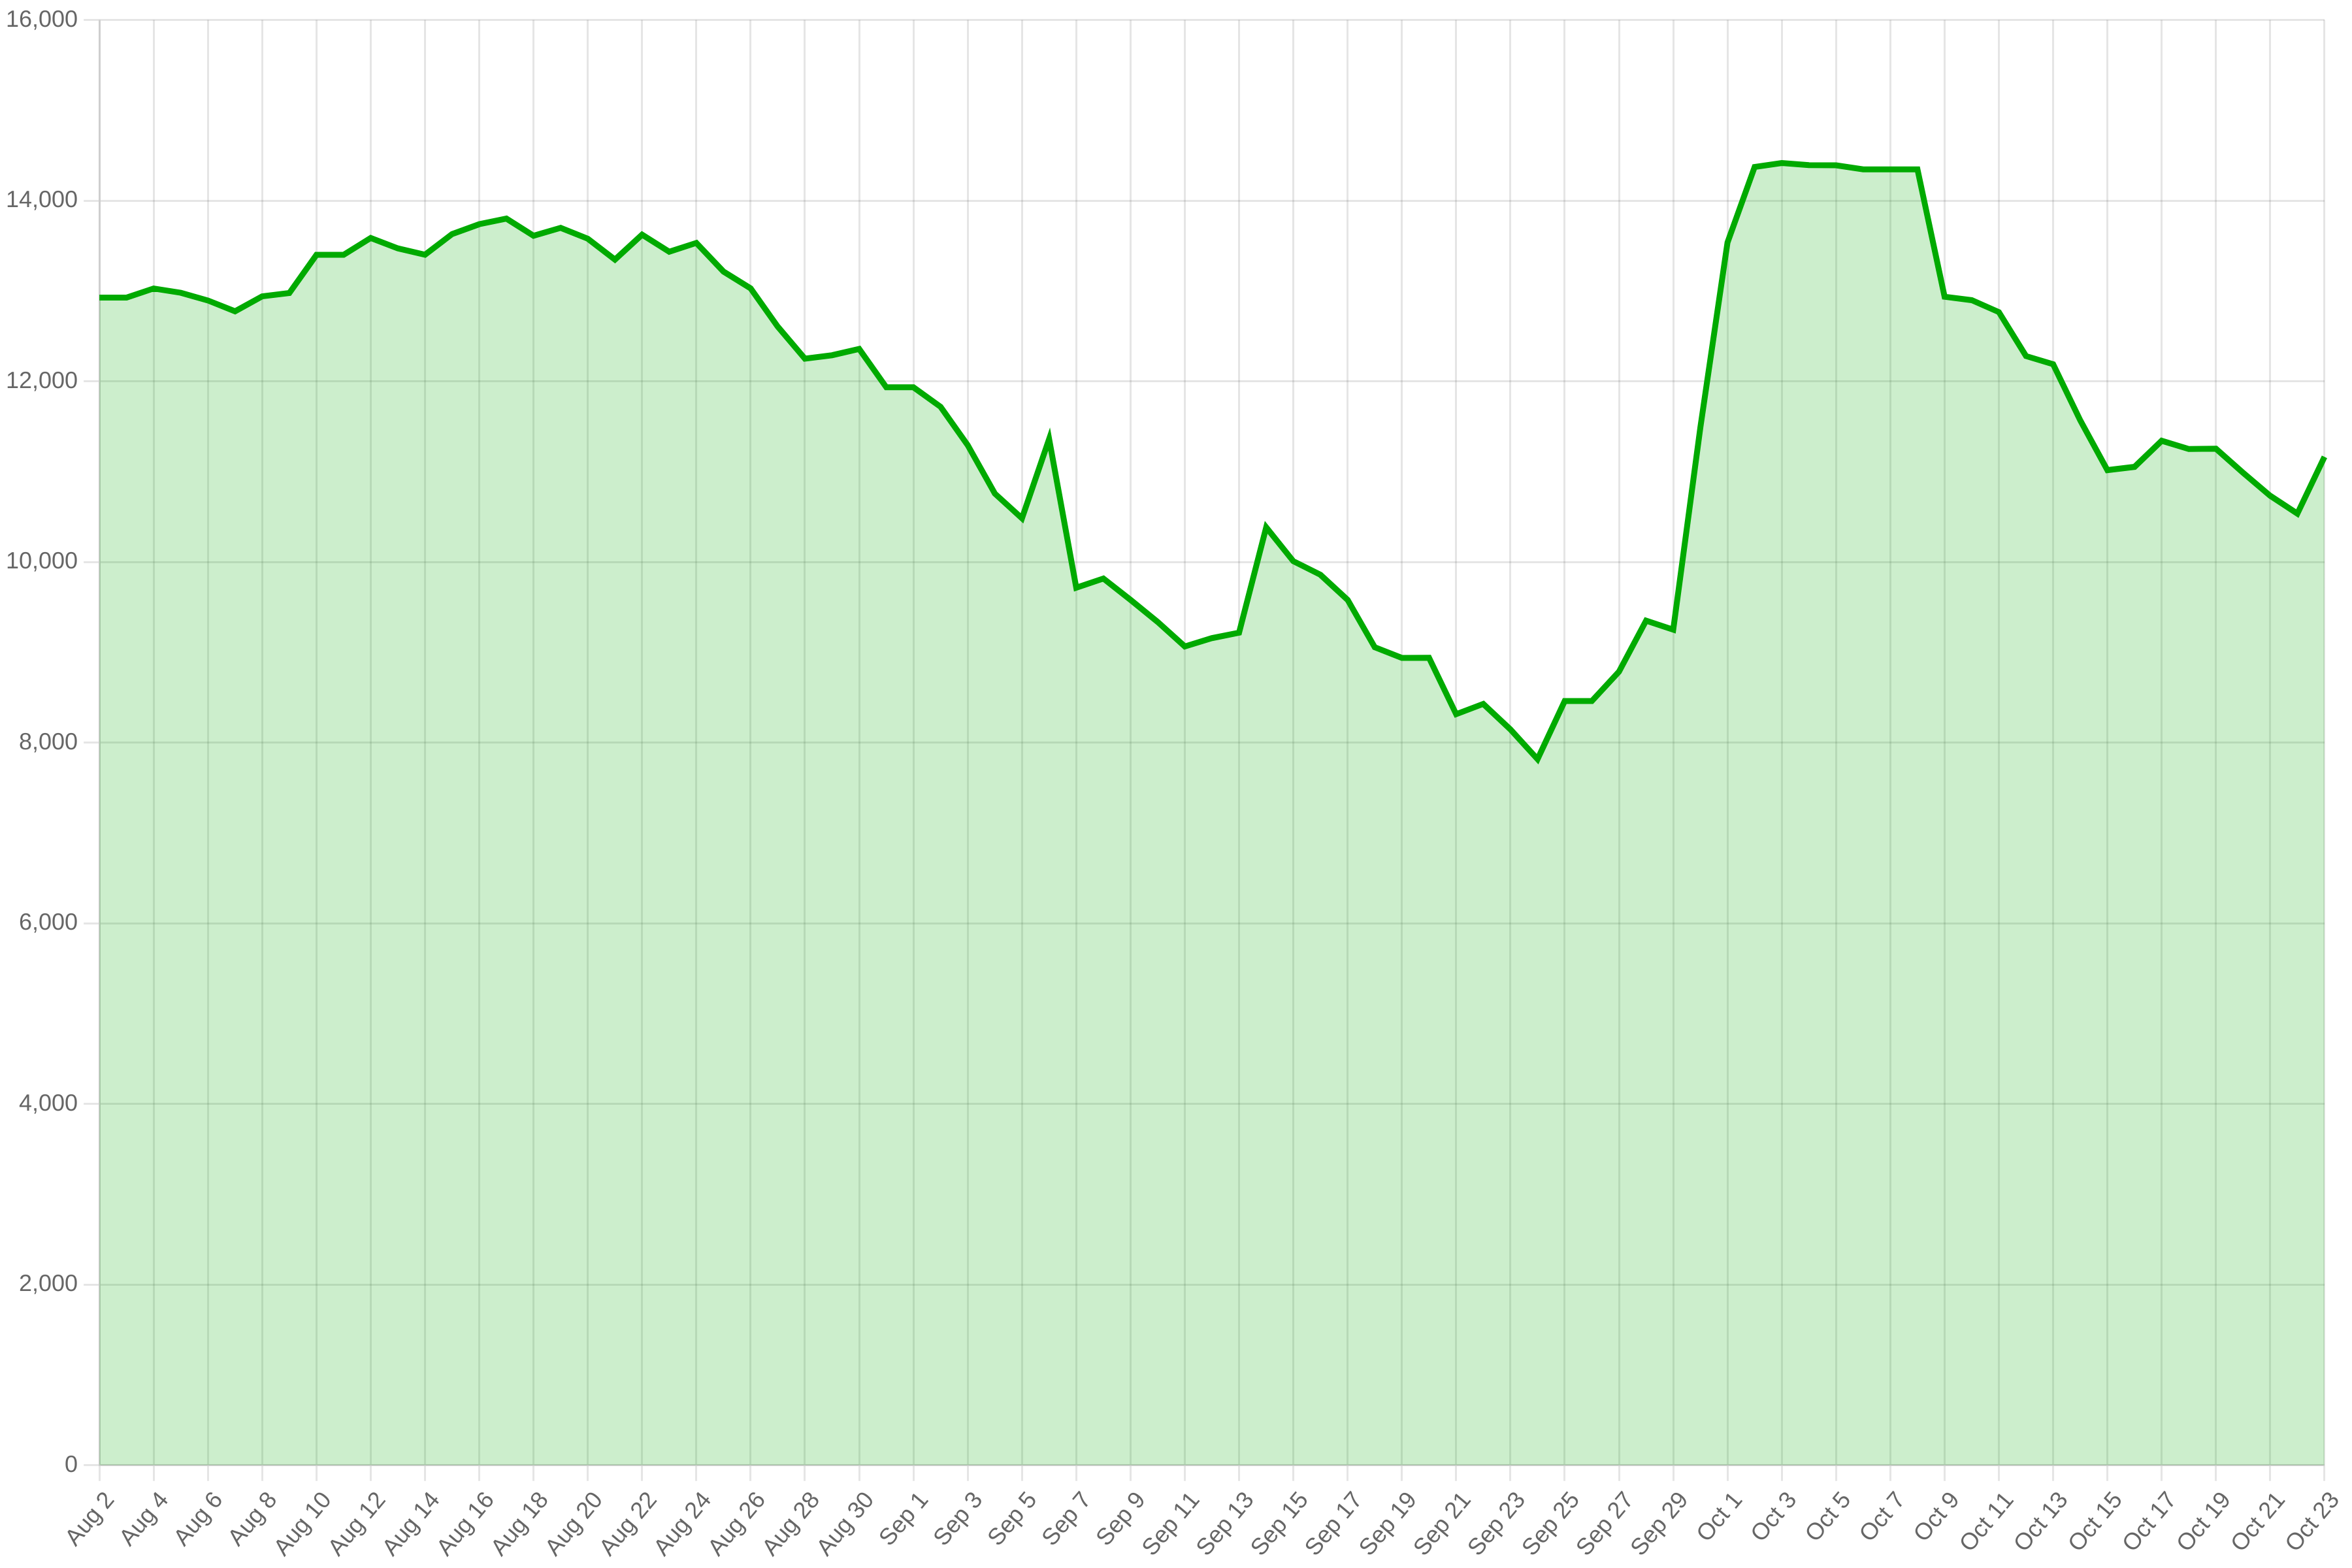 16,000
14,000
12,000
10,000
8,000
6,000
4,000
2,000
0
Aug 2
Aug 4
Aug 6
Aug 8
Aug 10
Aug 12
Aug 14
Aug 16
Aug 18
Aug 20
Aug 22
Aug 24
Aug 26
Aug 28
Aug 30
Sep 1
Sep 3
Sep 5
Sep 7
Sep 9
Sep 11
Sep 13
Sep 15
Sep 17
Sep 19
Sep 21
Sep 23
Sep 25
Sep 27
Sep 29
Oct 1
Oct 3
Oct 5
Oct 7
Oct 9
Oct 11
Oct 13
Oct 15
Oct 17
Oct 19
Oct 21
Oct 23